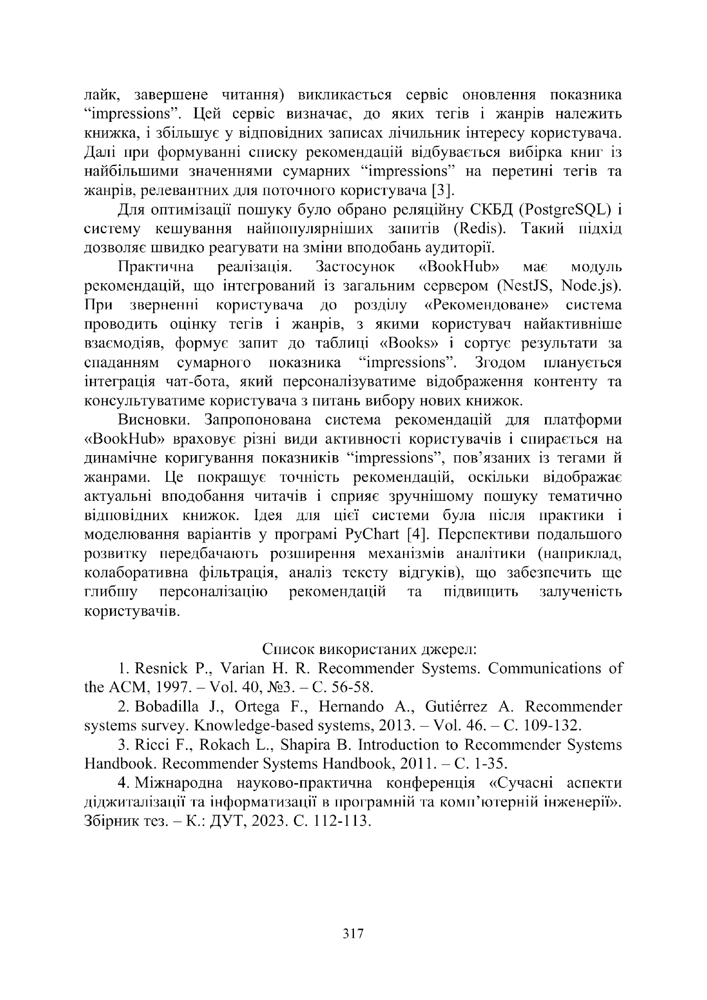 лайк, завершене читання) викликається сервіс оновлення показника
“impressions”. Цей сервіс визначає, до яких тегів і жанрів належить
книжка, і збільшує у відповідних записах лічильник інтересу користувача.
Далі при формуванні списку рекомендацій відбувається вибірка книг із
найбільшими значеннями сумарних “impressions” на перетині тегів та
жанрів, релевантних для поточного користувача [3].
Для оптимізації пошуку було обрано реляційну СКБД (PostgreSQL) і
систему кешування найпопулярніших запитів (Redis). Такий підхід
дозволяє швидко реагувати на зміни вподобань аудиторії.
Практична реалізація. Застосунок «BookHub» має модуль
рекомендацій, що інтегрований із загальним сервером (NestJS, Node.js).
При зверненні користувача до розділу «Рекомендоване» система
проводить оцінку тегів і жанрів, з якими користувач найактивніше
взаємодіяв, формує запит до таблиці «Books» і сортує результати за
спаданням сумарного показника “impressions”. Згодом планується
інтеграція чат-бота, який персоналізуватиме відображення контенту та
консультуватиме користувача з питань вибору нових книжок.
Висновки. Запропонована система рекомендацій для платформи
«BookHub» враховує різні види активності користувачів і спирається на
динамічне коригування показників “impressions”, пов’язаних із тегами й
жанрами. Це покращує точність рекомендацій, оскільки відображає
актуальні вподобання читачів і сприяє зручнішому пошуку тематично
відповідних книжок. Ідея для цієї системи була після практики і
моделювання варіантів у програмі PyChart [4]. Перспективи подальшого
розвитку передбачають розширення механізмів аналітики (наприклад,
колаборативна фільтрація, аналіз тексту відгуків), що забезпечить ще
глибшу персоналізацію рекомендацій та підвищить залученість
користувачів.
Список використаних джерел:
1. Resnick P., Varian H. R. Recommender Systems. Communications of
the ACM, 1997. – Vol. 40, №3. – С. 56-58.
2. Bobadilla J., Ortega F., Hernando A., Gutiérrez A. Recommender
systems survey. Knowledge-based systems, 2013. – Vol. 46. – С. 109-132.
3. Ricci F., Rokach L., Shapira B. Introduction to Recommender Systems
Handbook. Recommender Systems Handbook, 2011. – С. 1-35.
4. Міжнародна науково-практична конференція «Сучасні аспекти
діджиталізації та інформатизації в програмній та комп’ютерній інженерії».
Збірник тез. – К.: ДУТ, 2023. С. 112-113.
317